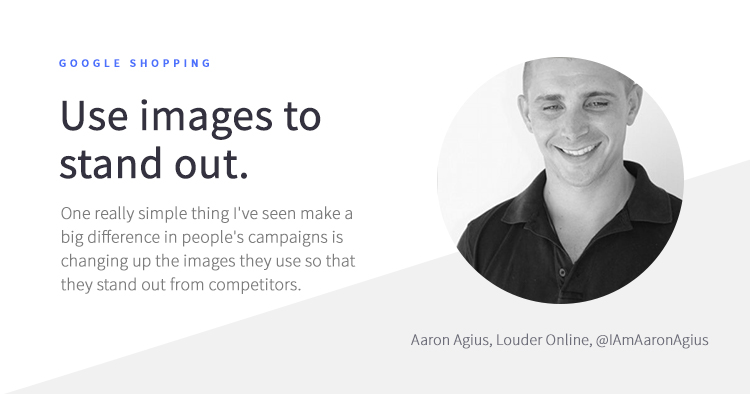 GOOGLE SHOPPING
Use images to
stand out.
One really simple thing I've seen make a
big difference in people's campaigns is
changing up the images they use so that
they stand out from competitors.
Aaron Agius, Louder Online, @IAmAaronAgius